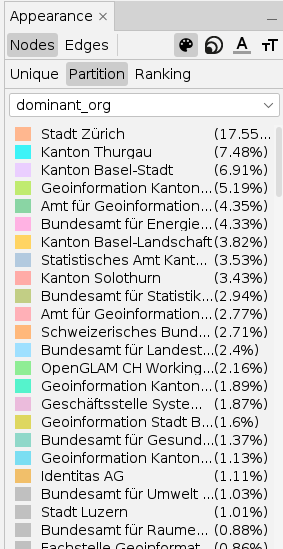 Appearance ×
Nodes Edges A TT
Unique Partition Ranking
dominant_org
Stadt Zürich (17.55...
Kanton Thurgau (7.48%)
Kanton Basel-Stadt (6.91%)
Geoinformation Kanton...(5.19%)
Amt für Geoinformation...(4.35%)
Bundesamt für Energie...(4.33%)
Kanton Basel-Landschaft(3.82%)
Statistisches Amt Kant...(3.53%)
Kanton Solothurn (3.43%)
Bundesamt für Statistik...(2.94%)
Amt für Geoinformation...(2.77%)
Schweizerisches Bund...(2.71%)
Bundesamt für Landest...(2.4%)
OpenGLAM CH Working...(2.16%)
Geoinformation Kanton...(1.89%)
Geschäftsstelle Syste... (1.87%)
Geoinformation Stadt B...(1.6%)
Bundesamt für Gesund...(1.37%)
Geoinformation Kanton...(1.13%)
Identitas AG (1.11%)
Bundesamt für Umwelt ...(1.03%)
Stadt Luzern (1.01%)
Bundesamt für Raume...(0.88%)
Fachstelle Geoinformat...(0.86%)